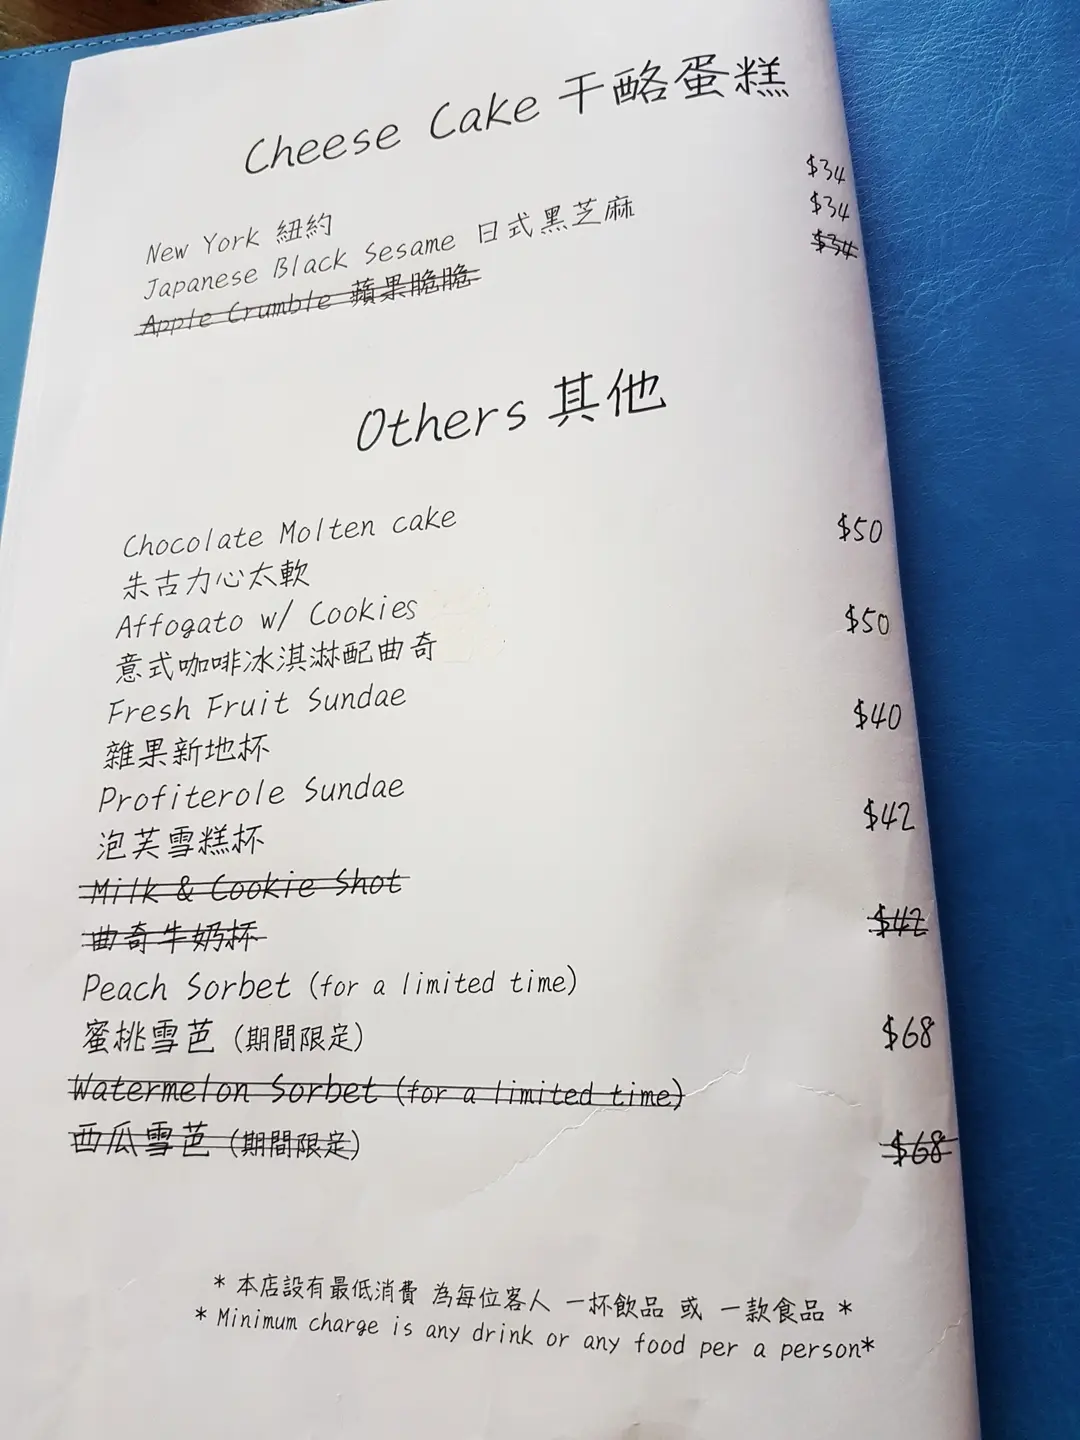 Cheese Cake 干酪蛋糕
New York 紐約 $34
Japanese Black Sesame 日式黑芝麻 $34
Apple Crumble 蘋果脆脆 $34
Others 其他
Chocolate Molten cake $50
朱古力心太軟
Affogato w/ Cookies $50
意式咖啡冰淇淋配曲奇
Fresh Fruit Sundae $40
雜果新地杯
Profiterole Sundae $42
泡芙雪糕杯
Milk & Cookie Shot $42
曲奇牛奶杯
Peach Sorbet (for a limited time)
蜜桃雪芭 (期間限定) $68
Watermelon Sorbet (for a limited time)
西瓜雪芭 (期間限定) $68
* 本店設有最低消費 為每位客人 一杯飲品 或 一款食品 *
* Minimum charge is any drink or any food per a person*